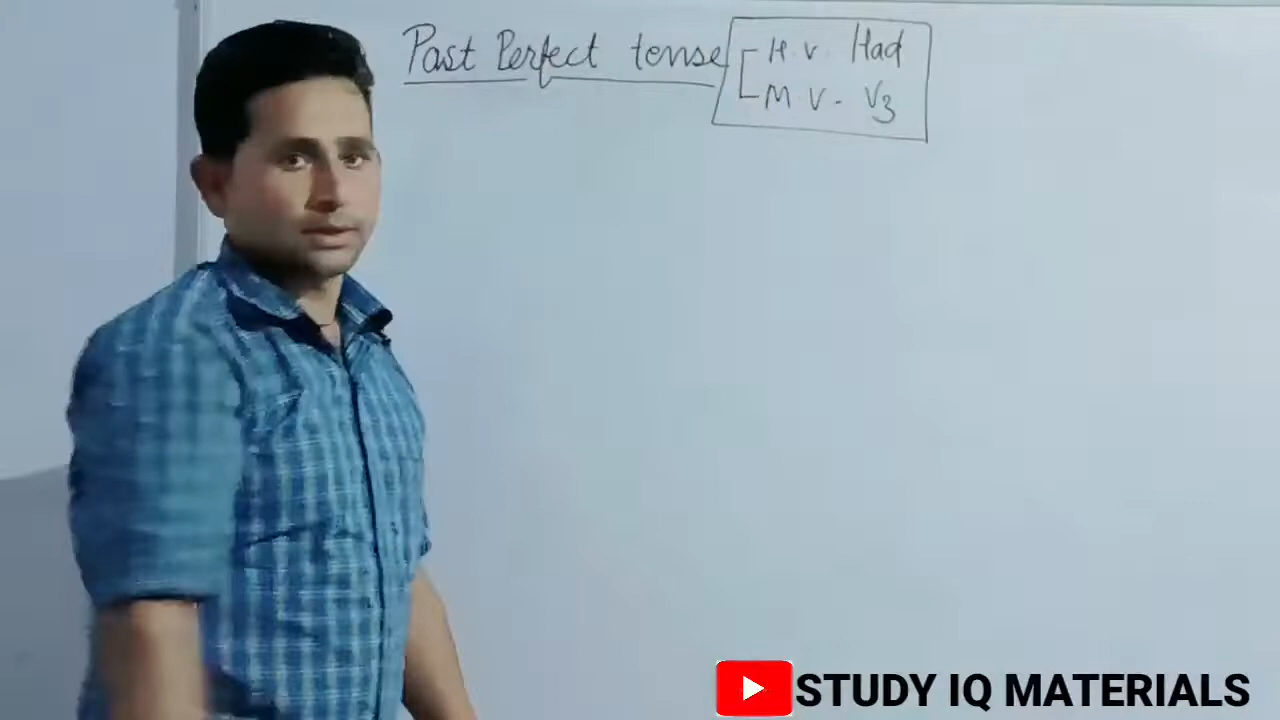 Past Perfect tense
H.V. Had
M.V- V3
STUDY IQ MATERIALS